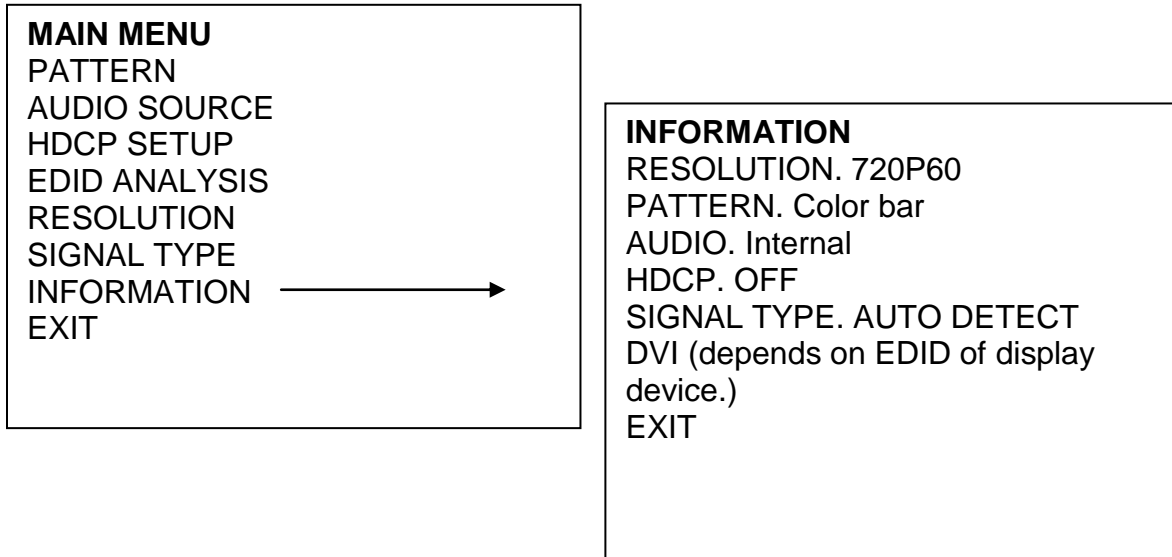 MAIN MENU
PATTERN
AUDIO SOURCE
HDCP SETUP
EDID ANALYSIS
RESOLUTION
SIGNAL TYPE
INFORMATION
EXIT
INFORMATION
RESOLUTION. 720P60
PATTERN. Color bar
AUDIO. Internal
HDCP. OFF
SIGNAL TYPE. AUTO DETECT
DVI (depends on EDID of display
device.)
EXIT